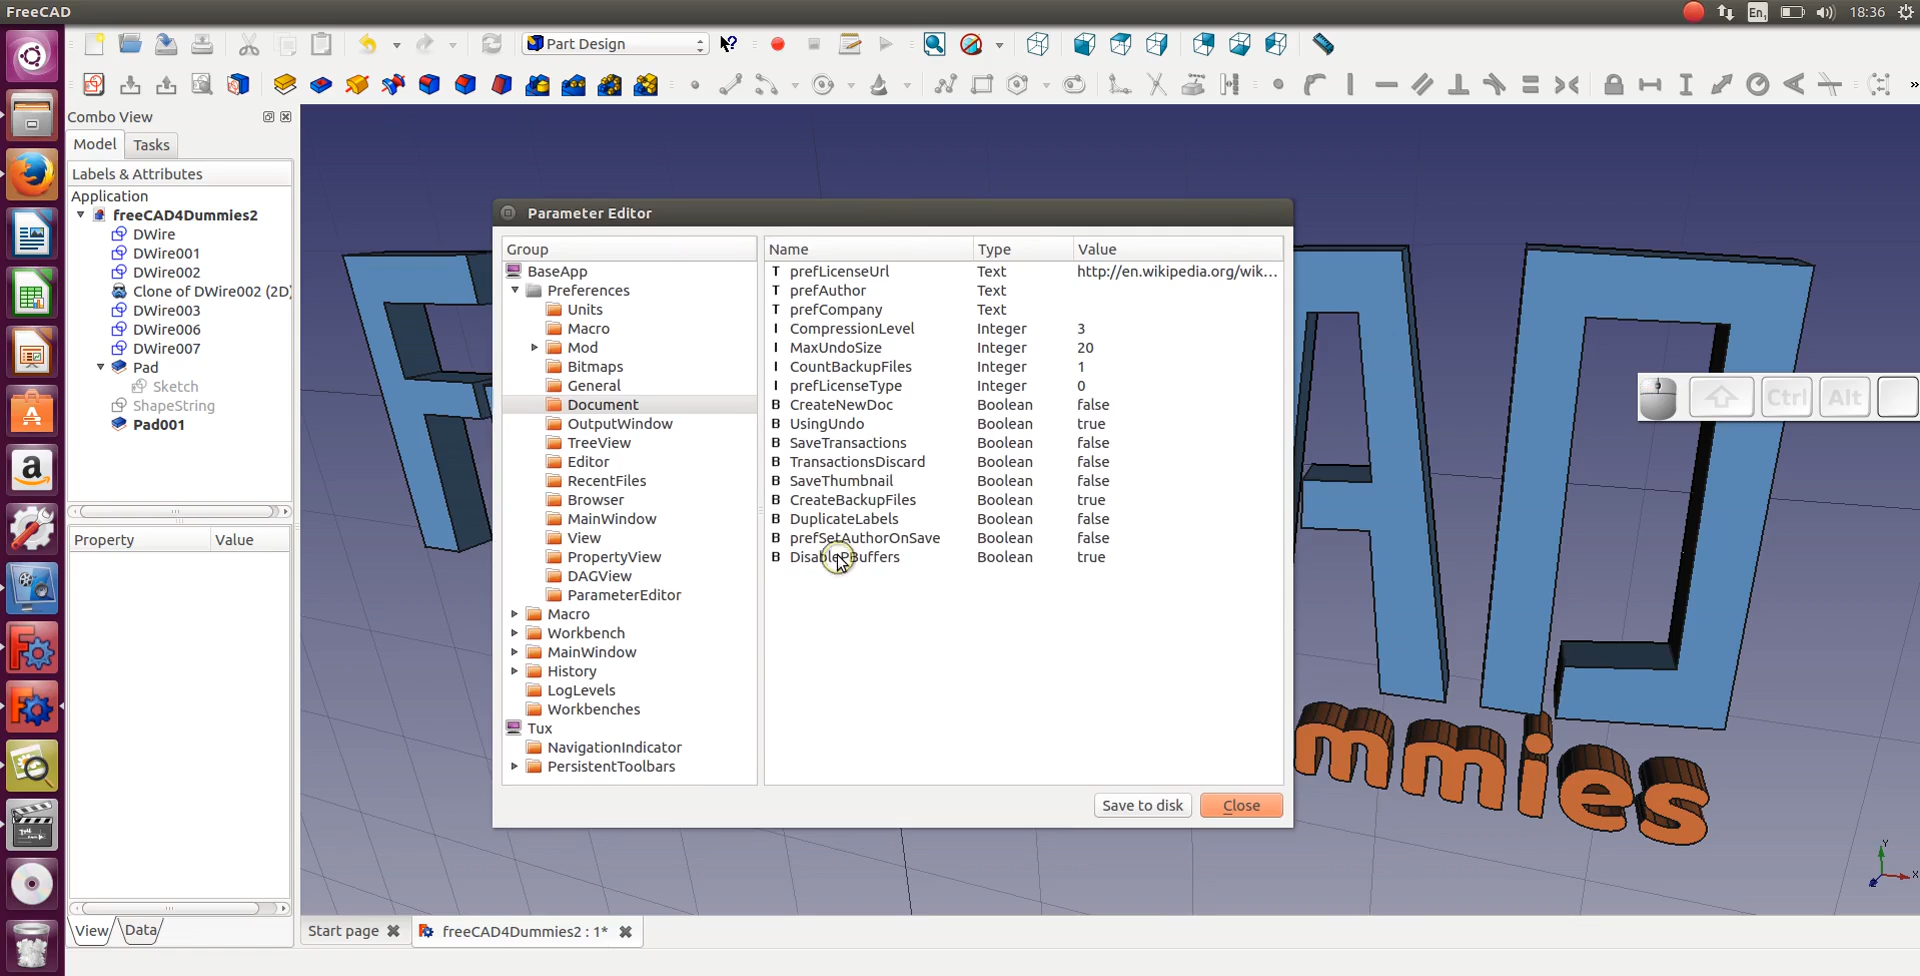 FreeCAD
En1
18:36
Part Design
Combo View
Model
Tasks
Labels & Attributes
Application
freeCAD4Dummies2
DWire
DWire001
DWire002
Clone of DWire002 (2D)
DWire003
DWire006
DWire007
Pad
Sketch
ShapeString
Pad001
Property
Value
View
Data
Parameter Editor
Group
BaseApp
Preferences
Units
Macro
Mod
Bitmaps
General
Document
OutputWindow
TreeView
Editor
RecentFiles
Browser
MainWindow
View
PropertyView
DAGView
ParameterEditor
Macro
Workbench
MainWindow
History
LogLevels
Workbenches
Tux
NavigationIndicator
PersistentToolbars
Name Type Value
T prefLicenseUrl Text http://en.wikipedia.org/wik...
T prefAuthor Text
T prefCompany Text
I CompressionLevel Integer 3
I MaxUndoSize Integer 20
I CountBackupFiles Integer 1
I prefLicenseType Integer 0
B CreateNewDoc Boolean false
B UsingUndo Boolean true
B SaveTransactions Boolean false
B TransactionsDiscard Boolean false
B SaveThumbnail Boolean false
B CreateBackupFiles Boolean true
B DuplicateLabels Boolean false
B prefSetAuthorOnSave Boolean false
B DisablePBuffers Boolean true
Save to disk
Close
Ctrl
Alt
F
A
D
mmies
Y
X
Start page
freeCAD4Dummies2 : 1*